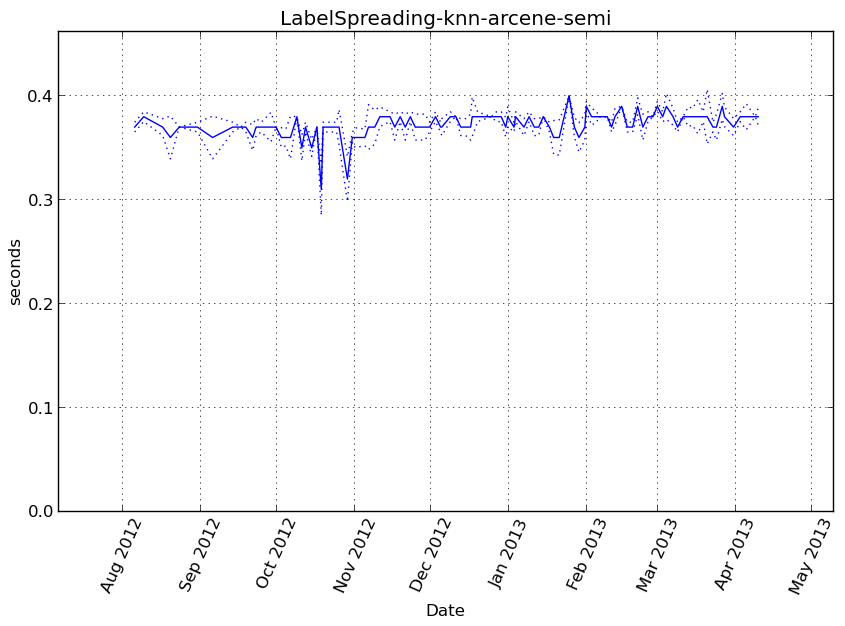 LabelSpreading-knn-arcene-semi
0.4
0.3
0.2
0.1
0.0
seconds
Aug 2012
Sep 2012
Oct 2012
Nov 2012
Dec 2012
Jan 2013
Feb 2013
Mar 2013
Apr 2013
May 2013
Date